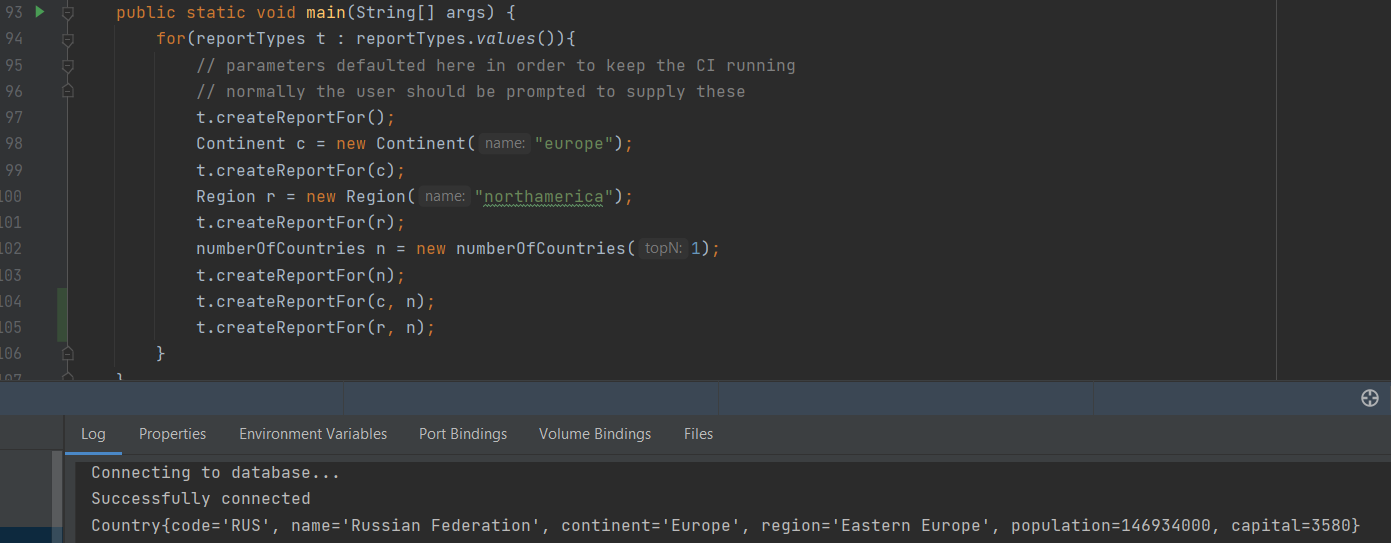 93 public static void main(String[] args) {
94 for(reportTypes t : reportTypes.values()){
95 // parameters defaulted here in order to keep the CI running
96 // normally the user should be prompted to supply these
97 t.createReportFor();
98 Continent c = new Continent( name: "europe");
99 t.createReportFor(c);
100 Region r = new Region( name: "northamerica");
101 t.createReportFor(r);
102 numberOfCountries n = new numberOfCountries( topN: 1);
103 t.createReportFor(n);
104 t.createReportFor(c, n);
105 t.createReportFor(r, n);
106 }
107 }
Log Properties Environment Variables Port Bindings Volume Bindings Files
Connecting to database...
Successfully connected
Country{code='RUS', name='Russian Federation', continent='Europe', region='Eastern Europe', population=146934000, capital=3580}